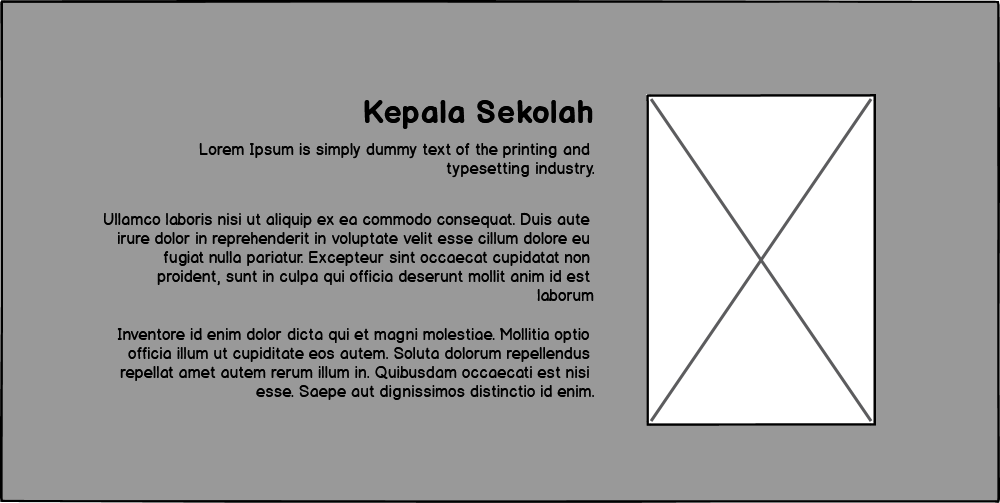 Kepala Sekolah
Lorem Ipsum is simply dummy text of the printing and
typesetting industry.
Ullamco laboris nisi ut aliquip ex ea commodo consequat. Duis aute
irure dolor in reprehenderit in voluptate velit esse cillum dolore eu
fugiat nulla pariatur. Excepteur sint occaecat cupidatat non
proident, sunt in culpa qui officia deserunt mollit anim id est
laborum
Inventore id enim dolor dicta qui et magni molestiae. Mollitia optio
officia illum ut cupiditate eos autem. Soluta dolorum repellendus
repellat amet autem rerum illum in. Quibusdam occaecati est nisi
esse. Saepe aut dignissimos distinctio id enim.